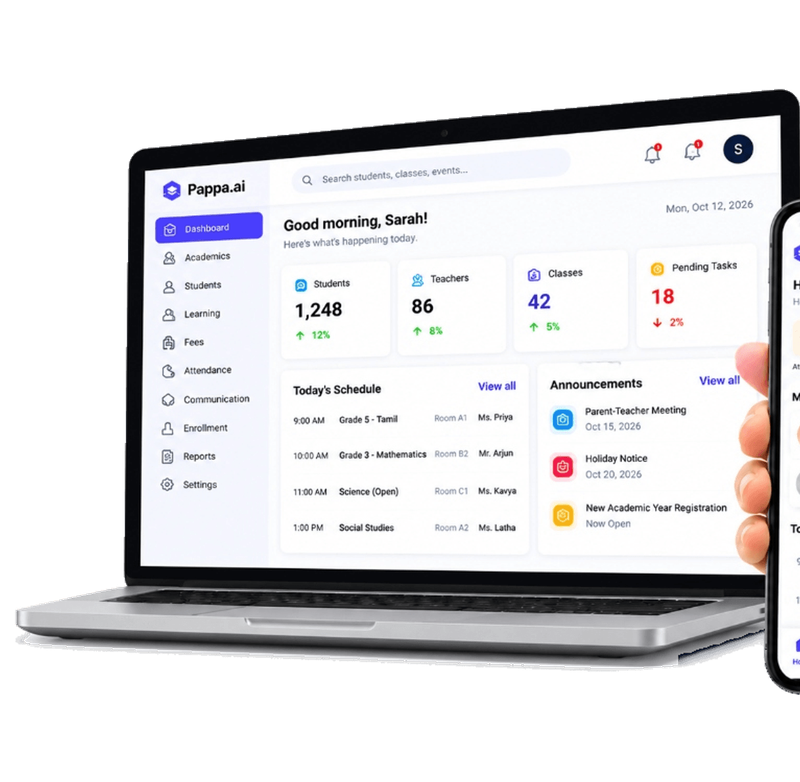 Pappa.ai
Search students, classes, events...
S
Mon, Oct 12, 2026
Good morning, Sarah!
Here's what's happening today.
Dashboard
Academics
Students
Learning
Fees
Attendance
Communication
Enrollment
Reports
Settings
Students
1,248
12%
Teachers
86
8%
Classes
42
5%
Pending Tasks
18
2%
Today's Schedule
View all
9:00 AM Grade 5 - Tamil Room A1 Ms. Priya
10:00 AM Grade 3 - Mathematics Room B2 Mr. Arjun
11:00 AM Science (Open) Room C1 Ms. Kavya
1:00 PM Social Studies Room A2 Ms. Latha
Announcements
View all
Parent-Teacher Meeting
Oct 15, 2026
Holiday Notice
Oct 20, 2026
New Academic Year Registration
Now Open